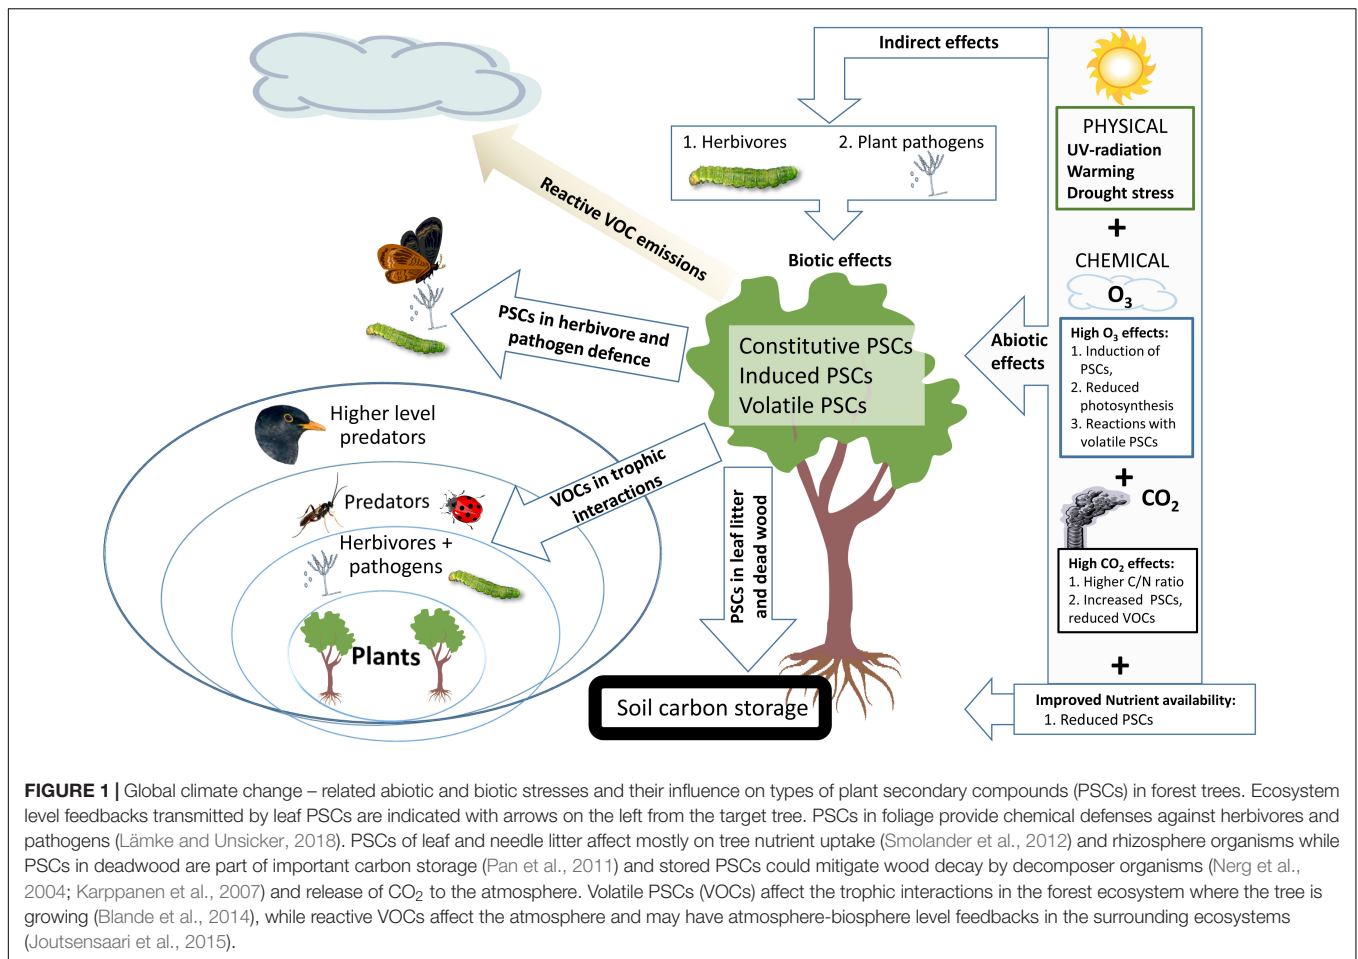 Indirect effects
1. Herbivores
2. Plant pathogens
PHYSICAL
UV-radiation
Warming
Drought stress
+
CHEMICAL
O3
High O3 effects:
1. Induction of
PSCs,
2. Reduced
photosynthesis
3. Reactions with
volatile PSCs
+
CO2
High CO2 effects:
1. Higher C/N ratio
2. Increased PSCs,
reduced VOCs
+
Improved Nutrient availability:
1. Reduced PSCs
Abiotic
effects
Biotic effects
Constitutive PSCs
Induced PSCs
Volatile PSCs
Reactive VOC emissions
PSCs in herbivore and
pathogen defence
VOCs in trophic
interactions
PSCs in leaf litter
and dead wood
Soil carbon storage
Higher level
predators
Predators
Herbivores +
pathogens
Plants
FIGURE 1 | Global climate change – related abiotic and biotic stresses and their influence on types of plant secondary compounds (PSCs) in forest trees. Ecosystem
level feedbacks transmitted by leaf PSCs are indicated with arrows on the left from the target tree. PSCs in foliage provide chemical defenses against herbivores and
pathogens (Lämke and Unsicker, 2018). PSCs of leaf and needle litter affect mostly on tree nutrient uptake (Smolander et al., 2012) and rhizosphere organisms while
PSCs in deadwood are part of important carbon storage (Pan et al., 2011) and stored PSCs could mitigate wood decay by decomposer organisms (Nerg et al.,
2004; Karppanen et al., 2007) and release of CO2 to the atmosphere. Volatile PSCs (VOCs) affect the trophic interactions in the forest ecosystem where the tree is
growing (Blande et al., 2014), while reactive VOCs affect the atmosphere and may have atmosphere-biosphere level feedbacks in the surrounding ecosystems
(Joutsensaari et al., 2015).